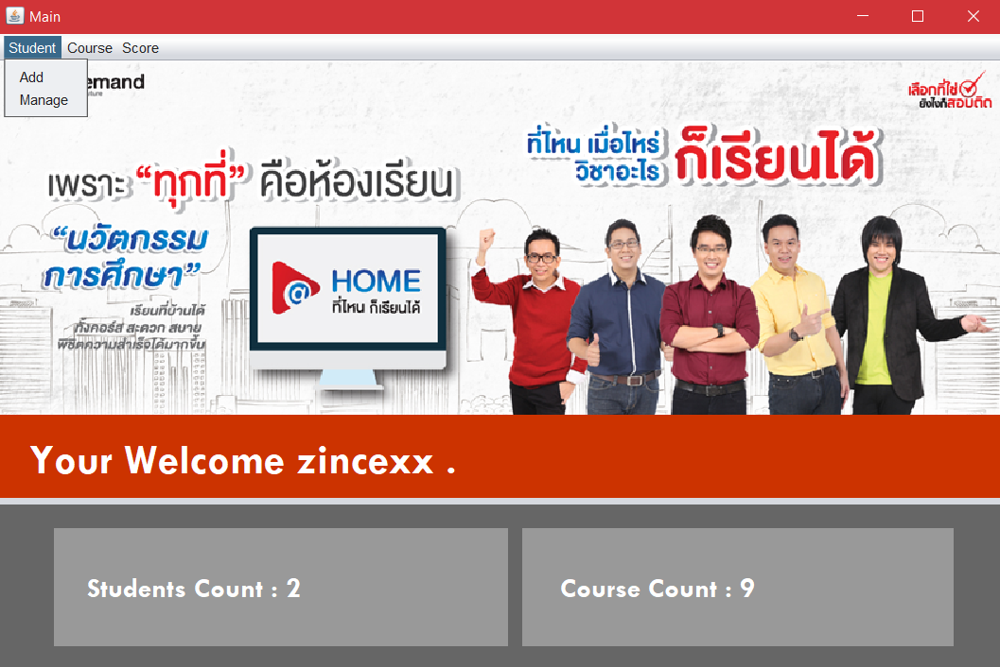 Main
Student Course Score
Add
Manage
emand
เลือกที่ใช่
ยังไงก็สอบติด
ที่ไหน เมื่อไหร่
วิชาอะไร
ก็เรียนได้
เพราะ “ทุกที่” คือห้องเรียน
“นวัตกรรม
การศึกษา”
เรียนที่บ้านได้
ทั้งคอร์ส สะดวก สบาย
พิชิตความสำเร็จได้มากขึ้น
@ HOME
ที่ไหน ก็เรียนได้
Your Welcome zincexx .
Students Count : 2
Course Count : 9